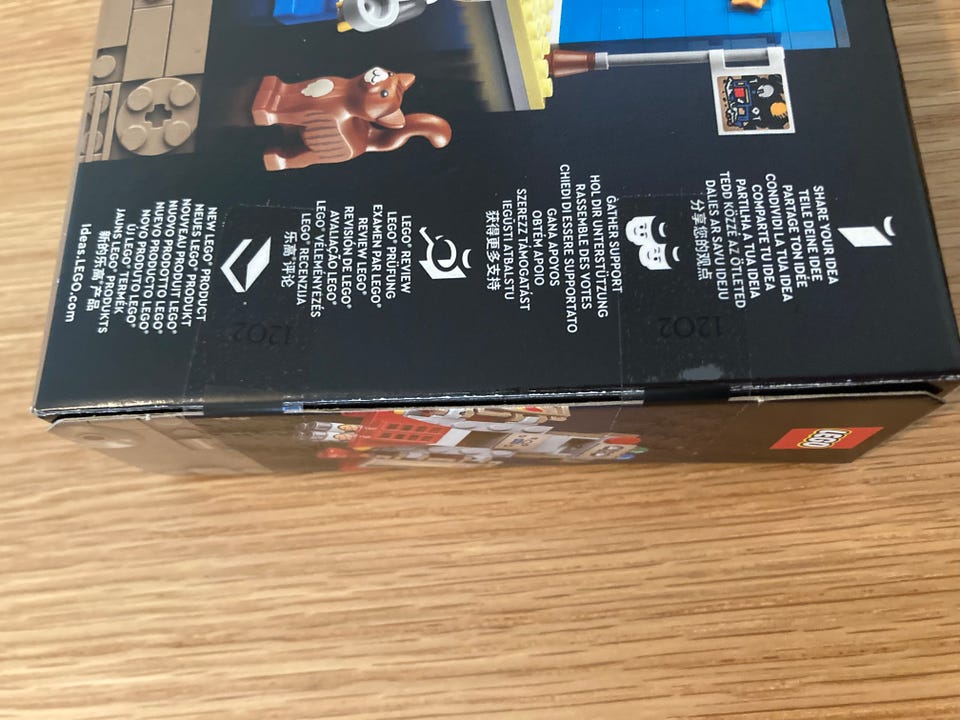 SHARE YOUR IDEA
TEILE DEINE IDEE
PARTAGE TON IDÉE
CONDIVIDI LA TUA IDEA
COMPARTE TU IDEA
PARTILHA A TUA IDEIA
TEDD KÖZZÉ AZ ÖTLETED
DALIES AR SAVU IDEJU
分享您的观点
GATHER SUPPORT
HOL DIR UNTERSTÜTZUNG
RASSEMBLE DES VOTES
CHIEDI DI ESSERE SUPPORTATO
GANA APOYOS
OBTÉM APOIO
SZEREZZ TÁMOGATÁST
IEGŪSTI ATBALSTU
获得更多支持
LEGO® REVIEW
LEGO® PRÜFUNG
EXAMEN PAR LEGO®
REVIEW LEGO®
REVISIÓN DE LEGO®
AVALIAÇÃO LEGO®
LEGO® VÉLEMÉNYEZÉS
LEGO® RECENZIJA
乐高®评论
NEW LEGO® PRODUCT
NEUES LEGO® PRODUKT
NOUVEAU PRODUIT LEGO®
NUOVO PRODOTTO LEGO®
NUEVO PRODUCTO LEGO®
NOVO PRODUTO LEGO®
ÚJ LEGO® TERMÉK
JAUNS LEGO® PRODUKTS
新的乐高®产品
ideas.LEGO.com
1202
1202
LEGO